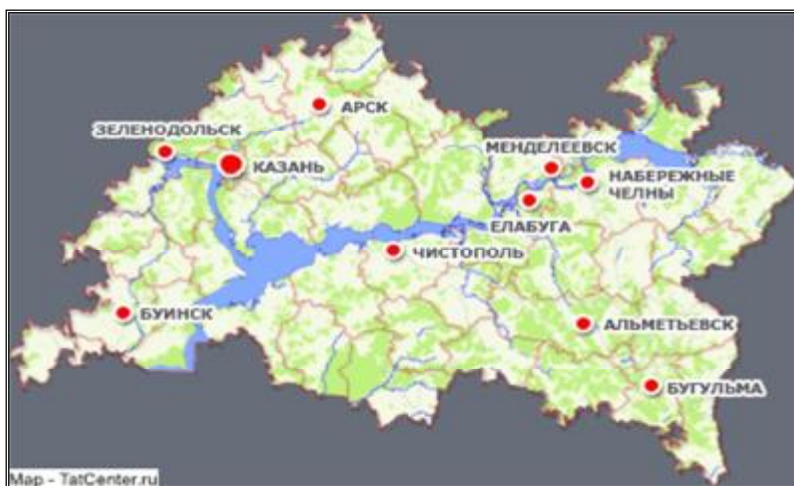 АРСК
ЗЕЛЕНОДОЛЬСК
МЕНДЕЛЕЕВСК
КАЗАНЬ
НАБЕРЕЖНЫЕ
ЧЕЛНЫ
ЕЛАБУГА
ЧИСТОПОЛЬ
БУИНСК
АЛЬМЕТЬЕВСК
БУГУЛЬМА
Map - TatCenter.ru